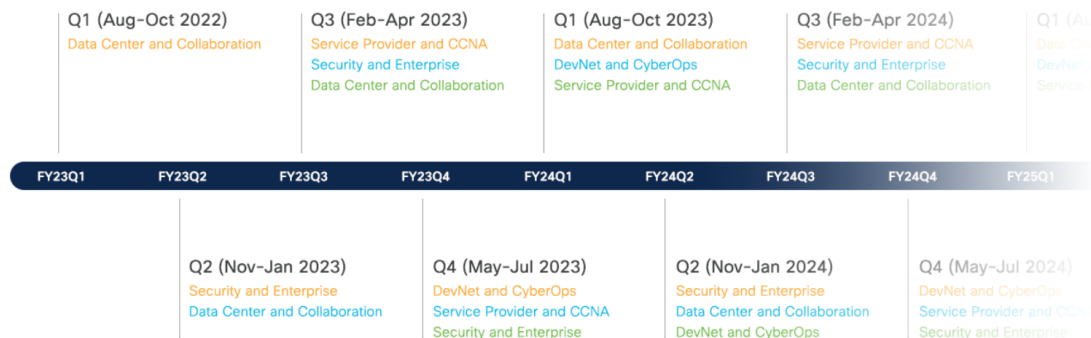 Q1 (Aug-Oct 2022)
Data Center and Collaboration
Q3 (Feb-Apr 2023)
Service Provider and CCNA
Security and Enterprise
Data Center and Collaboration
Q1 (Aug-Oct 2023)
Data Center and Collaboration
DevNet and CyberOps
Service Provider and CCNA
Q3 (Feb-Apr 2024)
Service Provider and CCNA
Security and Enterprise
Data Center and Collaboration
Q1
Service
FY23Q1
FY23Q2
FY23Q3
FY23Q4
FY24Q1
FY24Q2
FY24Q3
FY24Q4
FY25Q1
Q2 (Nov-Jan 2023)
Security and Enterprise
Data Center and Collaboration
Q4 (May-Jul 2023)
DevNet and CyberOps
Service Provider and CCNA
Security and Enterprise
Q2 (Nov-Jan 2024)
Security and Enterprise
Data Center and Collaboration
DevNet and CyberOps
Q4 (May-Jul 2024)
DevNet and CyberOps
Service Provider and
Security and Enterprise